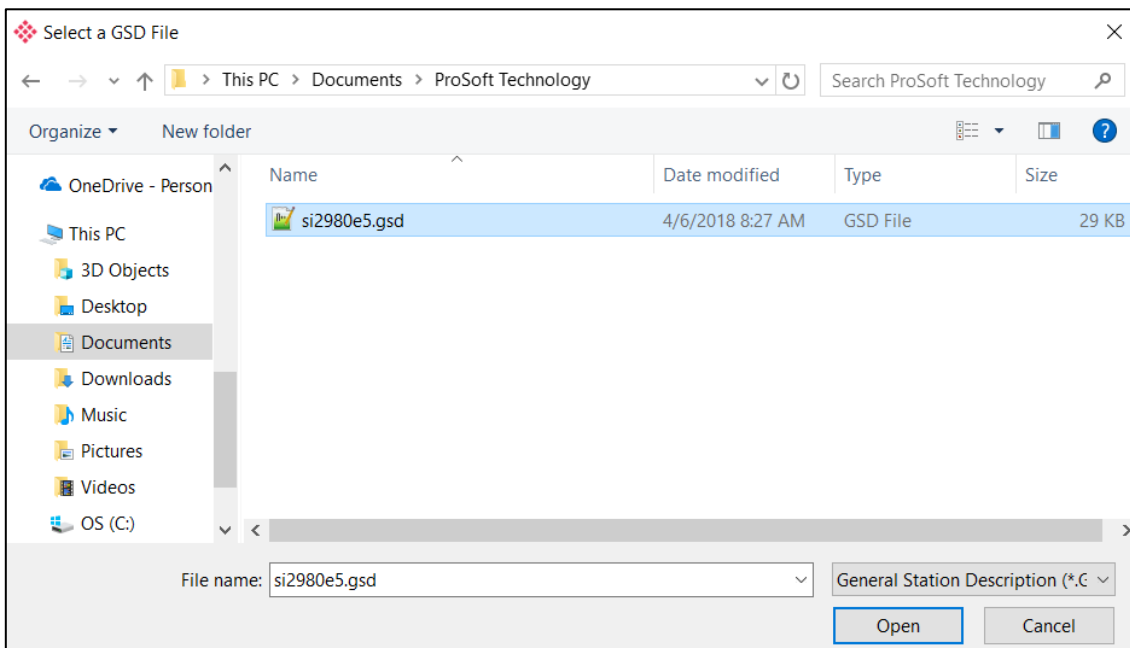 Select a GSD File
This PC > Documents > ProSoft Technology
Search ProSoft Technology
Organize
New folder
Name Date modified Type Size
OneDrive - Person
si2980e5.gsd 4/6/2018 8:27 AM GSD File 29 KB
This PC
3D Objects
Desktop
Documents
Downloads
Music
Pictures
Videos
OS (C:)
File name: si2980e5.gsd General Station Description (*.G
Open Cancel